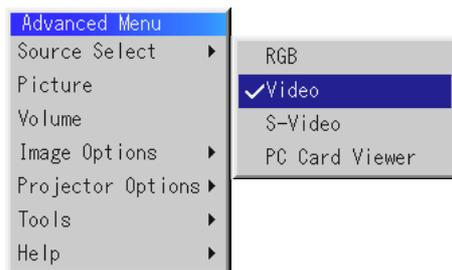 Advanced Menu
Source Select
Picture
Volume
Image Options
Projector Options
Tools
Help
RGB
Video
S-Video
PC Card Viewer